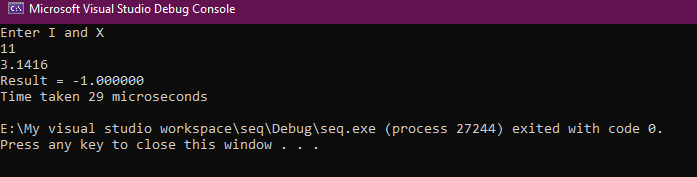 Microsoft Visual Studio Debug Console
Enter I and X
11
3.1416
Result = -1.000000
Time taken 29 microseconds
E:\My visual studio workspace\seq\Debug\seq.exe (process 27244) exited with code 0.
Press any key to close this window . . .